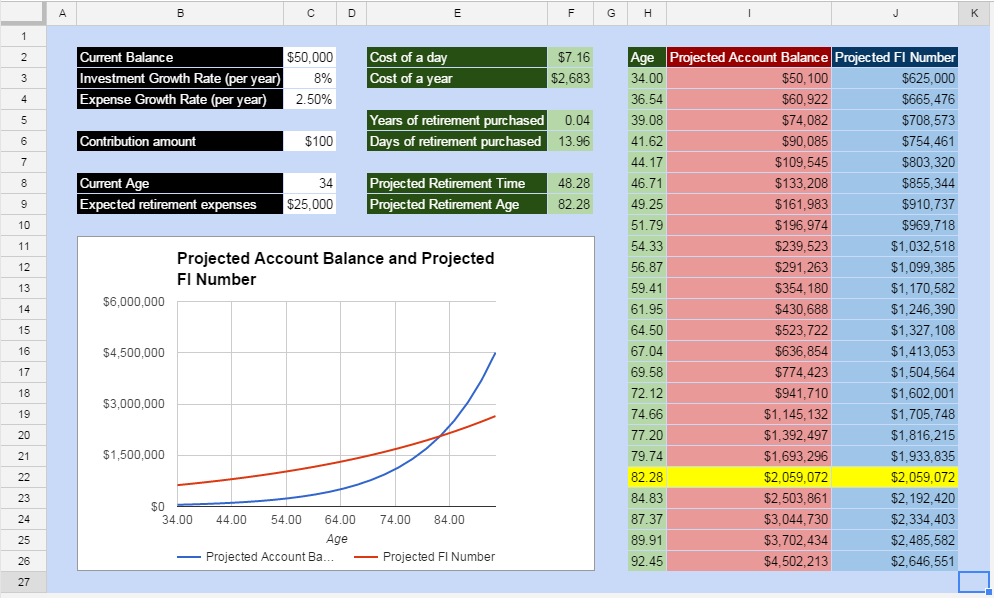 A B C D E F G H I J K
1
2 Current Balance $50,000 Cost of a day $7.16 Age Projected Account Balance Projected FI Number
3 Investment Growth Rate (per year) 8% Cost of a year $2,683 34.00 $50,100 $625,000
4 Expense Growth Rate (per year) 2.50% 36.54 $60,922 $665,476
5 Years of retirement purchased 0.04 39.08 $74,082 $708,573
6 Contribution amount $100 Days of retirement purchased 13.96 41.62 $90,085 $754,461
7 44.17 $109,545 $803,320
8 Current Age 34 Projected Retirement Time 48.28 46.71 $133,208 $855,344
9 Expected retirement expenses $25,000 Projected Retirement Age 82.28 49.25 $161,983 $910,737
10 51.79 $196,974 $969,718
11 54.33 $239,523 $1,032,518
12 56.87 $291,263 $1,099,385
13 59.41 $354,180 $1,170,582
14 61.95 $430,688 $1,246,390
15 64.50 $523,722 $1,327,108
16 67.04 $636,854 $1,413,053
17 69.58 $774,423 $1,504,564
18 72.12 $941,710 $1,602,001
19 74.66 $1,145,132 $1,705,748
20 77.20 $1,392,497 $1,816,215
21 79.74 $1,693,296 $1,933,835
22 82.28 $2,059,072 $2,059,072
23 84.83 $2,503,861 $2,192,420
24 87.37 $3,044,730 $2,334,403
25 89.91 $3,702,434 $2,485,582
26 92.45 $4,502,213 $2,646,551
27
Projected Account Balance and Projected
FI Number
$6,000,000
$4,500,000
$3,000,000
$1,500,000
$0
34.00 44.00 54.00 64.00 74.00 84.00
Age
Projected Account Ba... Projected FI Number